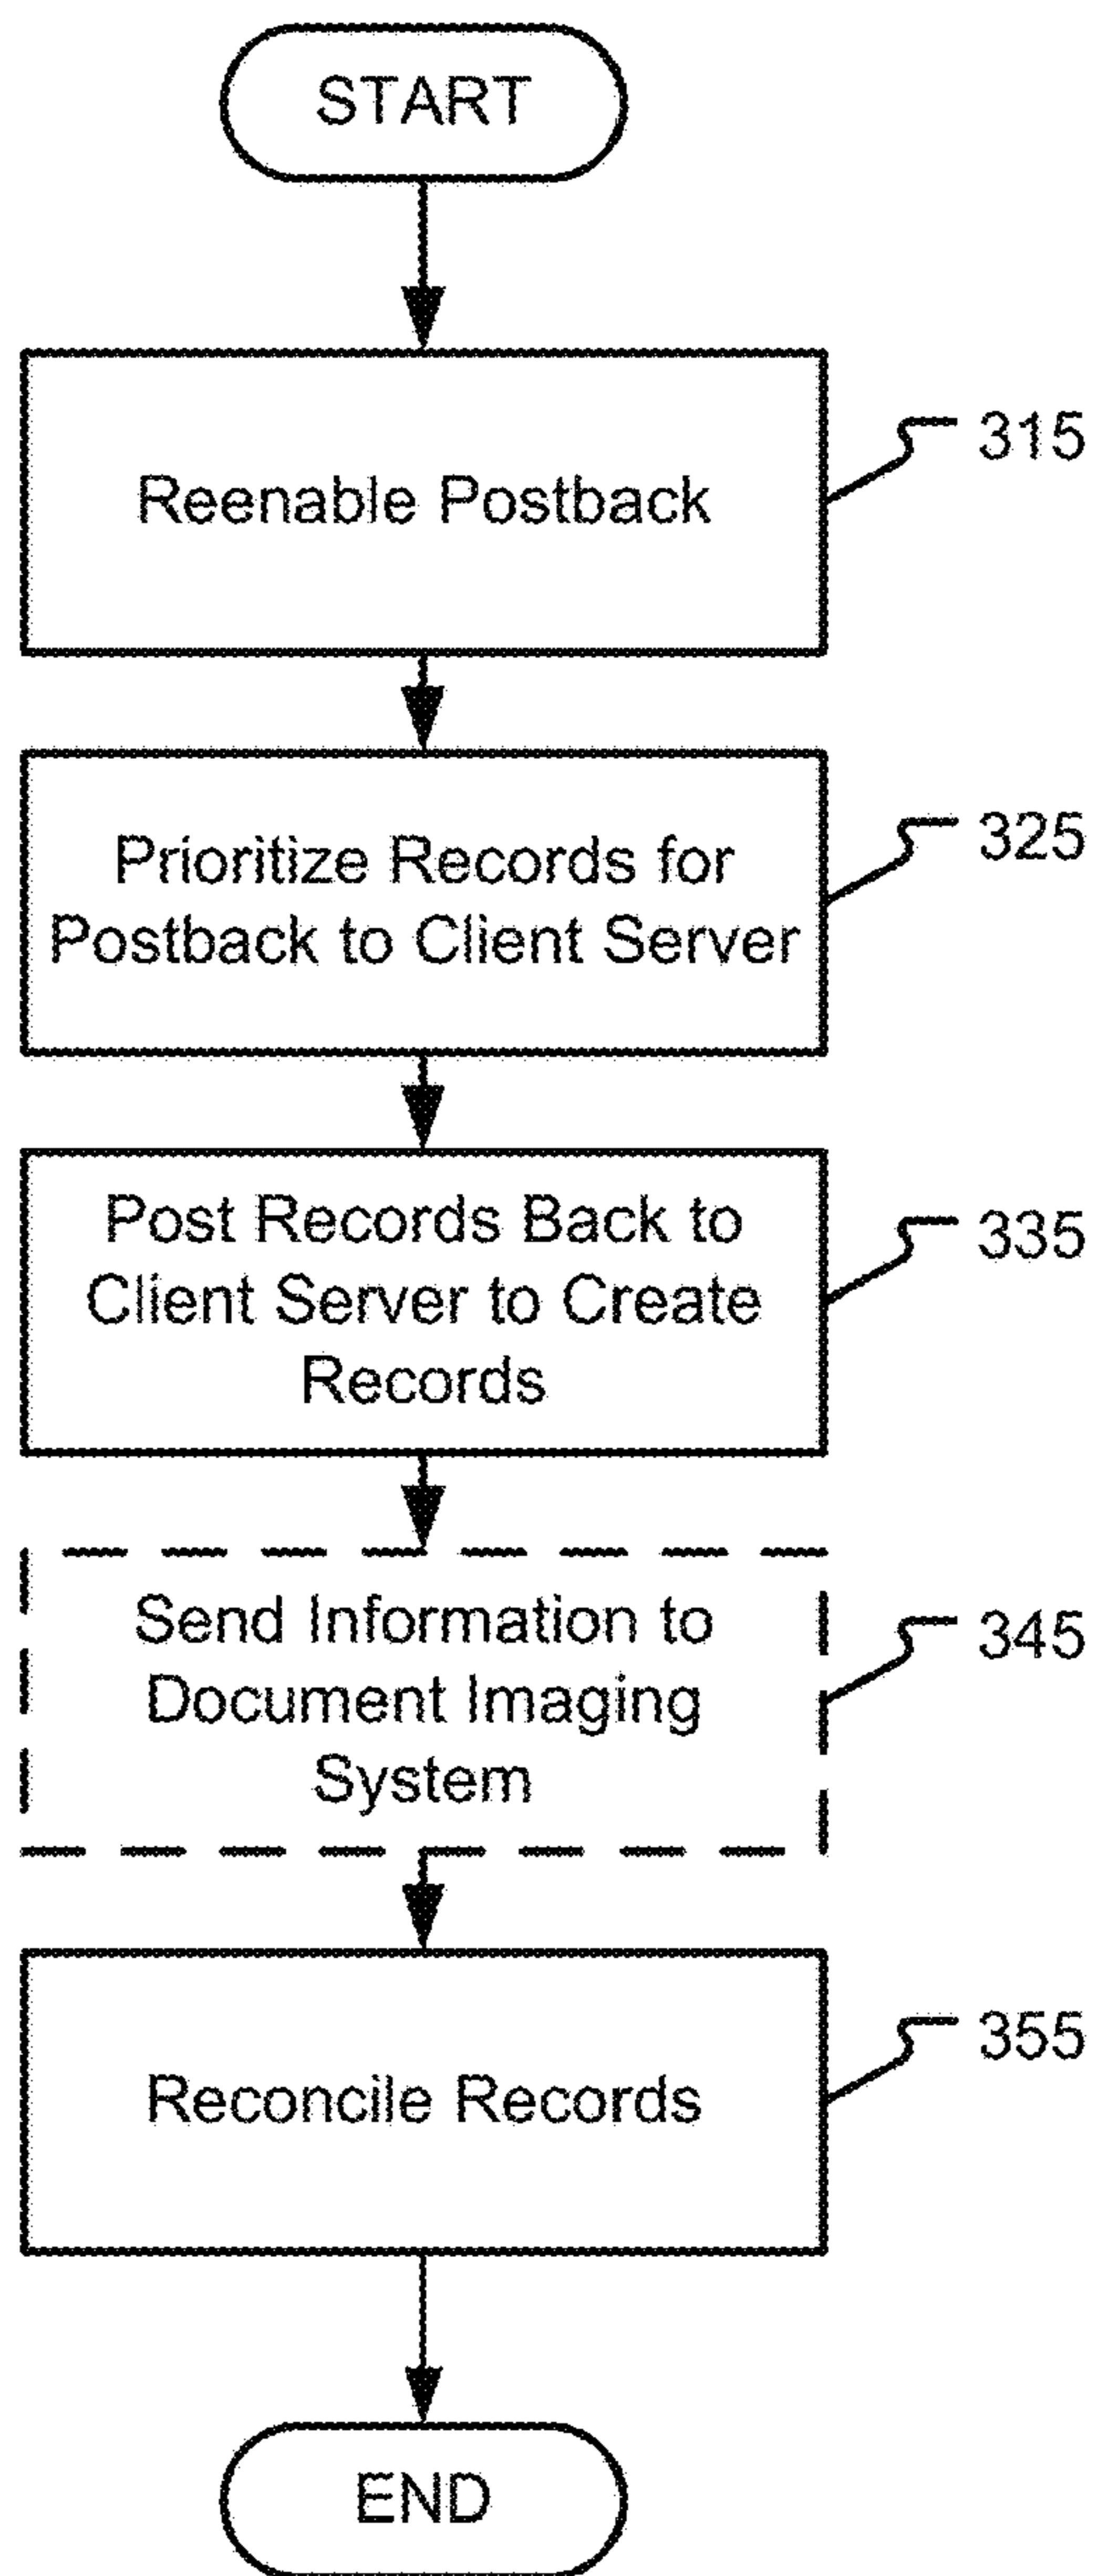 START
Reenable Postback
315
Prioritize Records for
Postback to Client Server
325
Post Records Back to
Client Server to Create
Records
335
Send Information to
Document Imaging
System
345
Reconcile Records
355
END